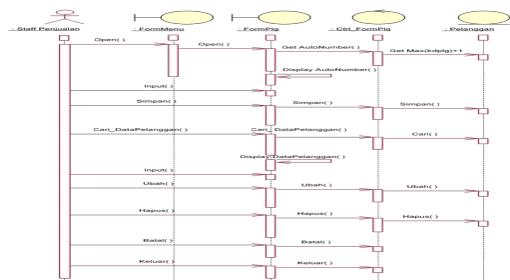 : Staff Penjualan
: FormMenu
: FormPlg
: Ctrl_FormPlg
: Pelanggan
Open( )
Open( )
Get AutoNumber( )
Get Max(kdplg)+1
Display AutoNumber( )
Input( )
Simpan( )
Simpan( )
Simpan( )
Cari_DataPelanggan( )
Cari_DataPelanggan( )
Cari( )
Display DataPelanggan( )
Input( )
Ubah( )
Ubah( )
Ubah( )
Hapus( )
Hapus( )
Hapus( )
Batal( )
Batal( )
Keluar( )
Keluar( )